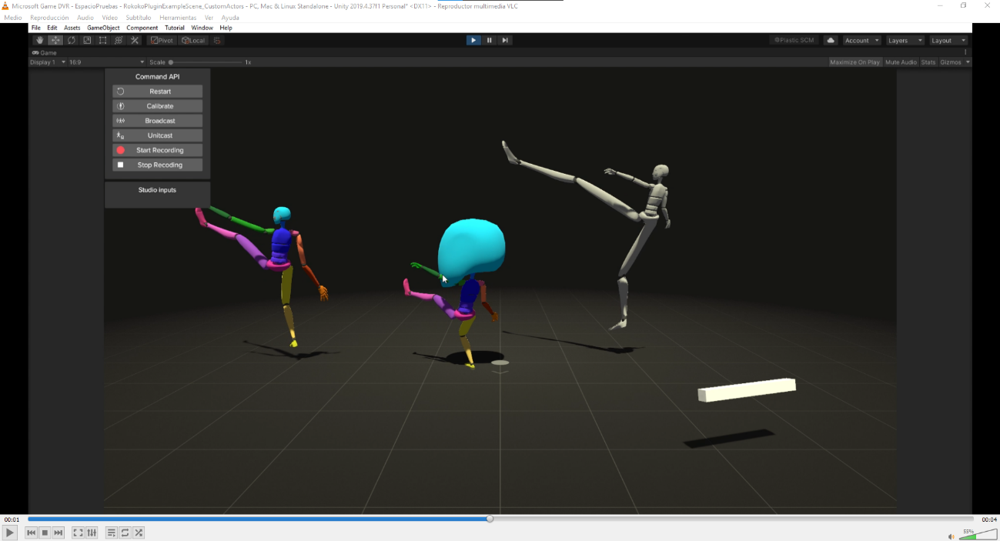 Microsoft Game DVR - EspacioPruebas - RokokoPluginExampleScene_CustomActors - PC, Mac & Linux Standalone - Unity 2019.4.37f1 Personal* <DX11> - Reproductor multimedia VLC
Medio Reproducción Audio Vídeo Subtítulo Herramientas Ver Ayuda
File Edit Assets GameObject Component Tutorial Window Help
Pivot Local Plastic SCM Account Layers Layout
Game
Display 1 16:9 Scale 1x Maximize On Play Mute Audio Stats Gizmos
Command API
Restart
Calibrate
Broadcast
Unitcast
Start Recording
Stop Recoding
Studio inputs
00:01 00:04
55%